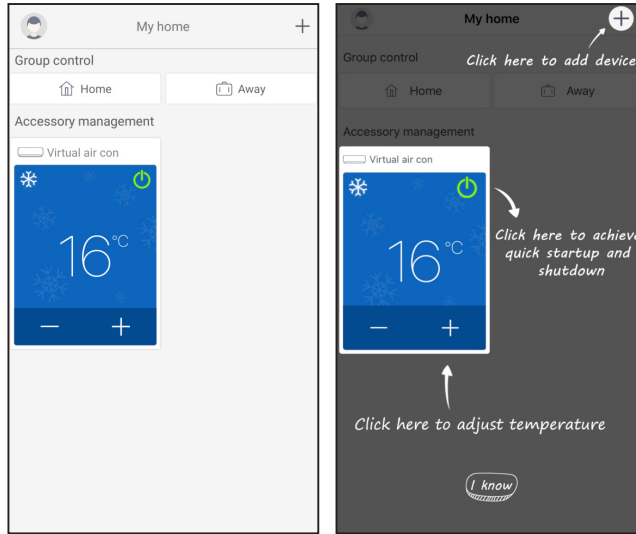 My home
Group control
Home
Away
Accessory management
Virtual air con
16°C
My home
Click here to add device
Group control
Home
Away
Accessory management
Virtual air con
16°C
Click here to achieve
quick startup and
shutdown
Click here to adjust temperature
I know